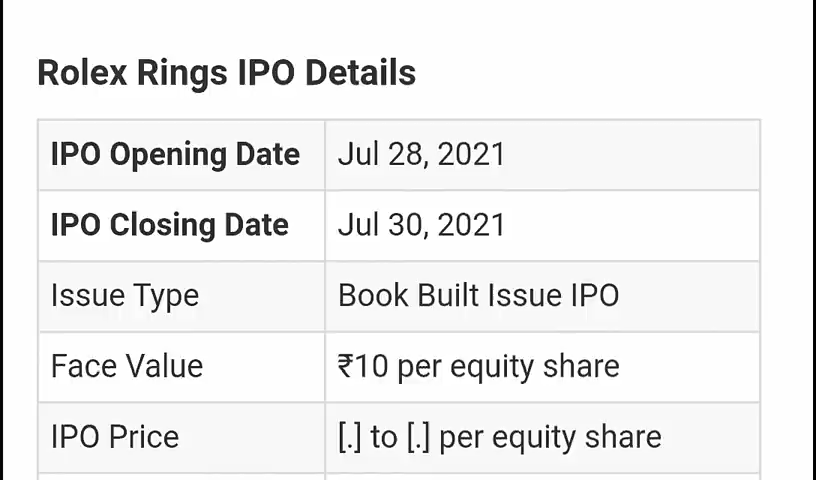 Rolex Rings IPO Details
IPO Opening Date Jul 28, 2021
IPO Closing Date Jul 30, 2021
Issue Type Book Built Issue IPO
Face Value ₹10 per equity share
IPO Price [.] to [.] per equity share